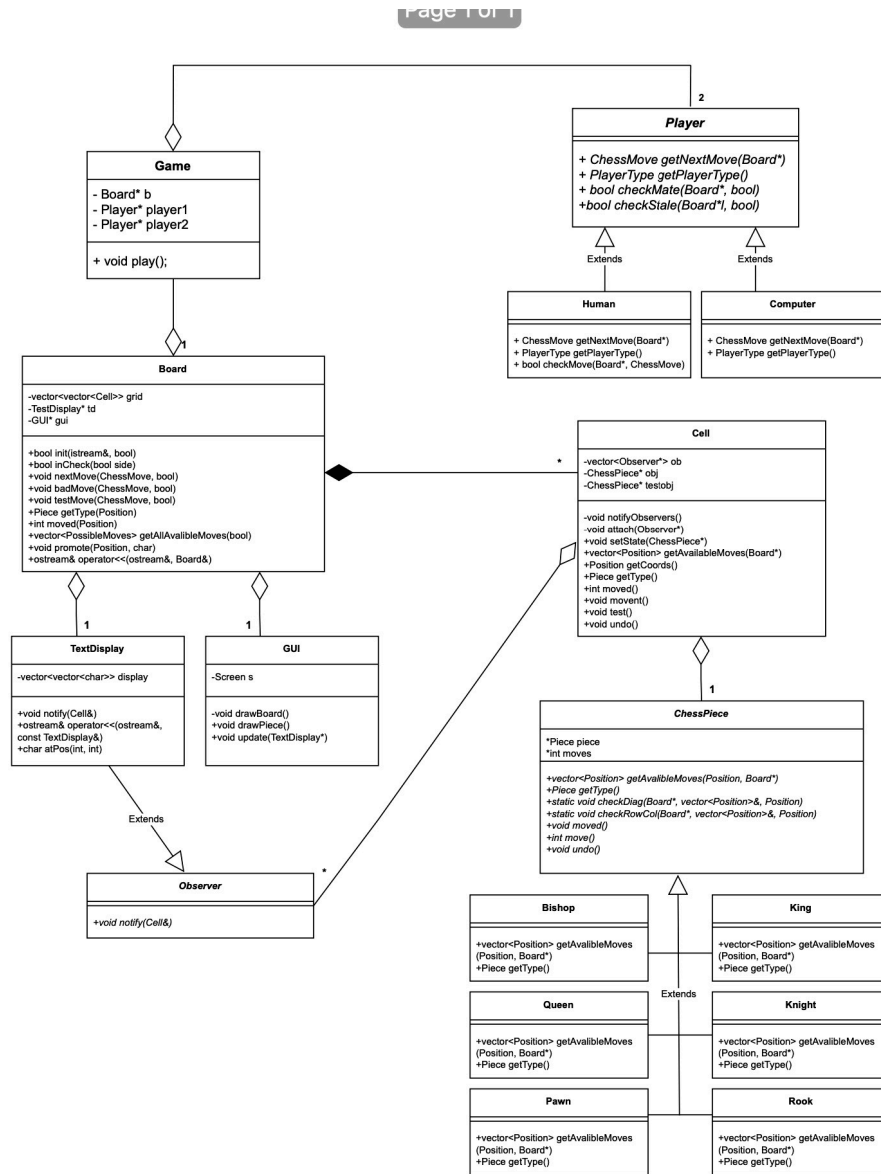 Page 1 of 1
2
Player
+ ChessMove getNextMove(Board*)
+ PlayerType getPlayerType()
+ bool checkMate(Board*, bool)
+bool checkStale(Board*l, bool)
Game
- Board* b
- Player* player1
- Player* player2
+ void play();
Extends
Extends
Human
+ ChessMove getNextMove(Board*)
+ PlayerType getPlayerType()
+ bool checkMove(Board*, ChessMove)
Computer
+ ChessMove getNextMove(Board*)
+ PlayerType getPlayerType()
1
Board
-vector<vector<Cell>> grid
-TestDisplay* td
-GUI* gui
+bool init(istream&, bool)
+bool inCheck(bool side)
+void nextMove(ChessMove, bool)
+void badMove(ChessMove, bool)
+void testMove(ChessMove, bool)
+Piece getType(Position)
+int moved(Position)
+vector<PossibleMoves> getAllAvalibleMoves(bool)
+void promote(Position, char)
+ostream& operator<<(ostream&, Board&)
*
Cell
-vector<Observer*> ob
-ChessPiece* obj
-ChessPiece* testobj
-void notifyObservers()
-void attach(Observer*)
+void setState(ChessPiece*)
+vector<Position> getAvailableMoves(Board*)
+Position getCoords()
+Piece getType()
+int moved()
+void movent()
+void test()
+void undo()
1
1
TextDisplay
-vector<vector<char>> display
+void notify(Cell&)
+ostream& operator<<(ostream&,
const TextDisplay&)
+char atPos(int, int)
GUI
-Screen s
-void drawBoard()
+void drawPiece()
+void update(TextDisplay*)
1
ChessPiece
*Piece piece
*int moves
+vector<Position> getAvalibleMoves(Position, Board*)
+Piece getType()
+static void checkDiag(Board*, vector<Position>&, Position)
+static void checkRowCol(Board*, vector<Position>&, Position)
+void moved()
+int move()
+void undo()
Extends
*
Observer
+void notify(Cell&)
Bishop
+vector<Position> getAvalibleMoves
(Position, Board*)
+Piece getType()
King
+vector<Position> getAvalibleMoves
(Position, Board*)
+Piece getType()
Extends
Queen
+vector<Position> getAvalibleMoves
(Position, Board*)
+Piece getType()
Knight
+vector<Position> getAvalibleMoves
(Position, Board*)
+Piece getType()
Pawn
+vector<Position> getAvalibleMoves
(Position, Board*)
+Piece getType()
Rook
+vector<Position> getAvalibleMoves
(Position, Board*)
+Piece getType()